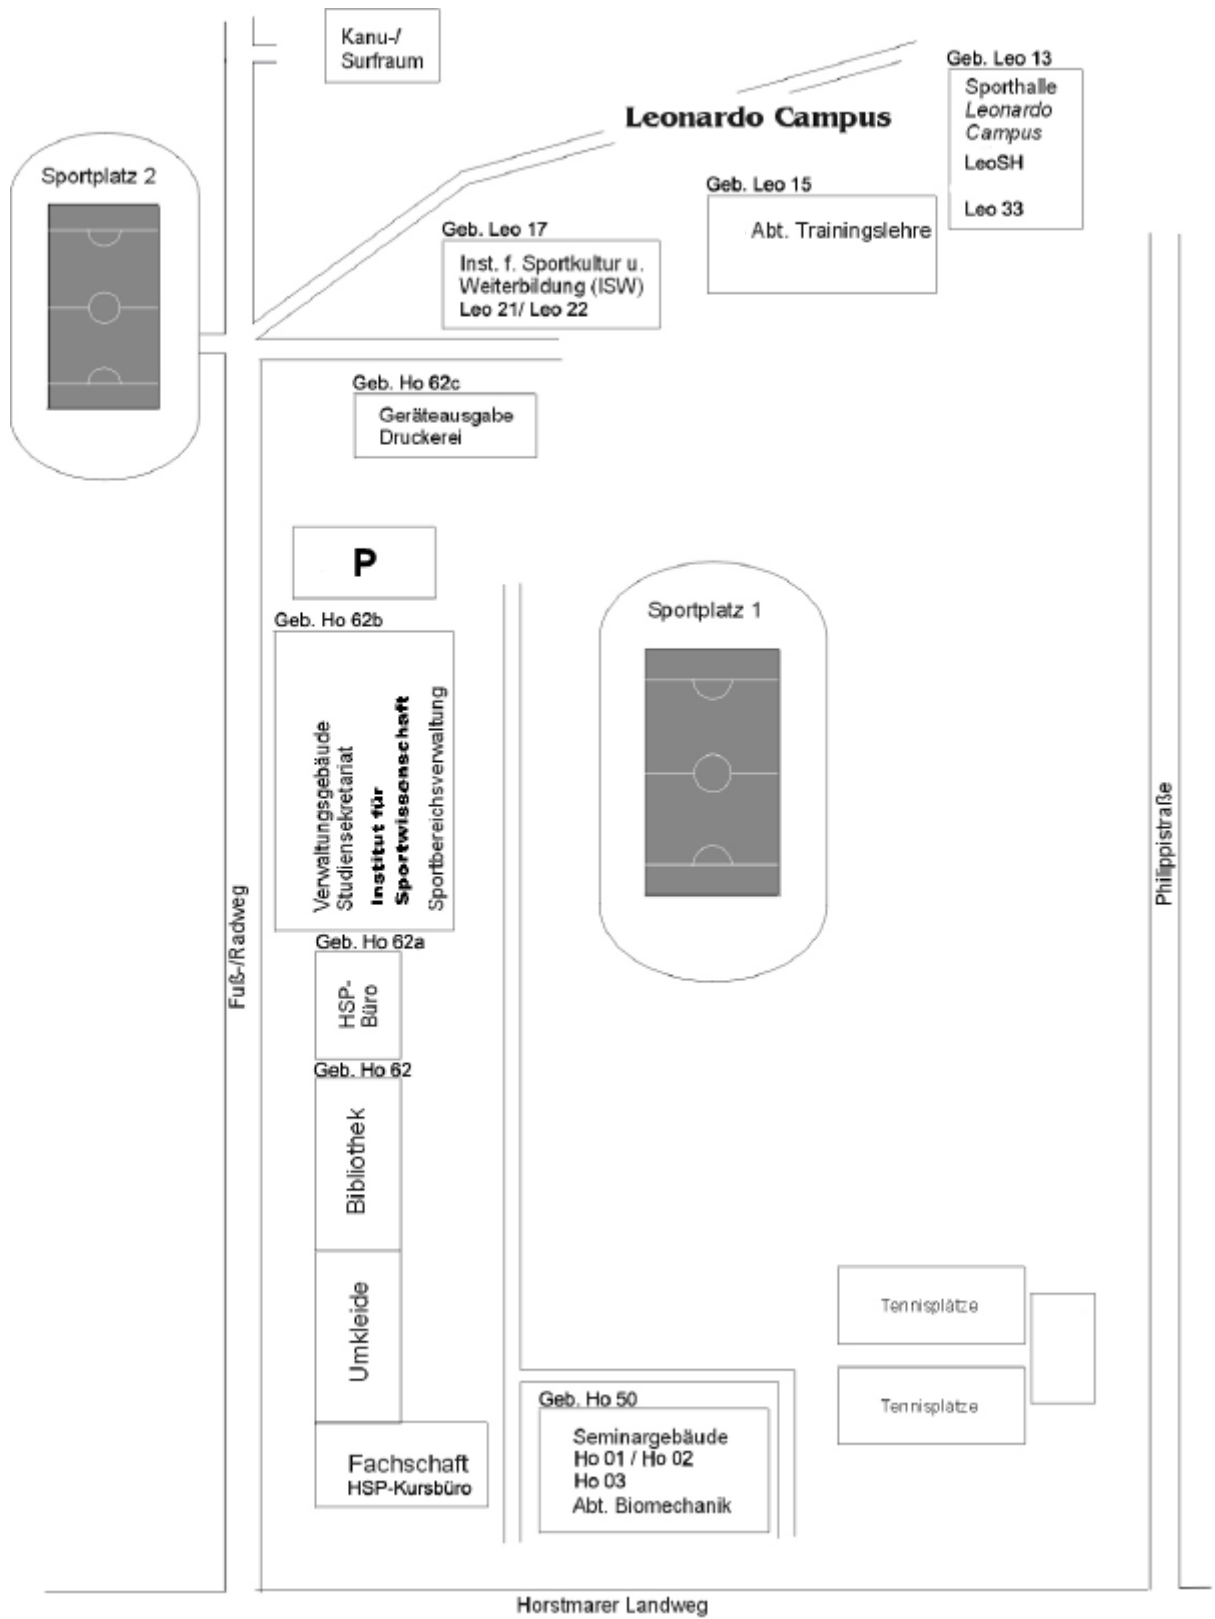 Kanu-/
Surfraum
Geb. Leo 13
Sporthalle
Leonardo
Campus
LeoSH
Leo 33
Leonardo Campus
Sportplatz 2
Geb. Leo 15
Abt. Trainingslehre
Geb. Leo 17
Inst. f. Sportkultur u.
Weiterbildung (ISW)
Leo 21/ Leo 22
Geb. Ho 62c
Geräteausgabe
Druckerei
P
Geb. Ho 62b
Verwaltungsgebäude
Studiensekretariat
Institut für
Sportwissenschaft
Sportbereichsverwaltung
Sportplatz 1
Philippistraße
Fuß-/Radweg
Geb. Ho 62a
HSP-
Büro
Geb. Ho 62
Bibliothek
Umkleide
Fachschaft
HSP-Kursbüro
Geb. Ho 50
Seminargebäude
Ho 01 / Ho 02
Ho 03
Abt. Biomechanik
Tennisplätze
Tennisplätze
Horstmarer Landweg